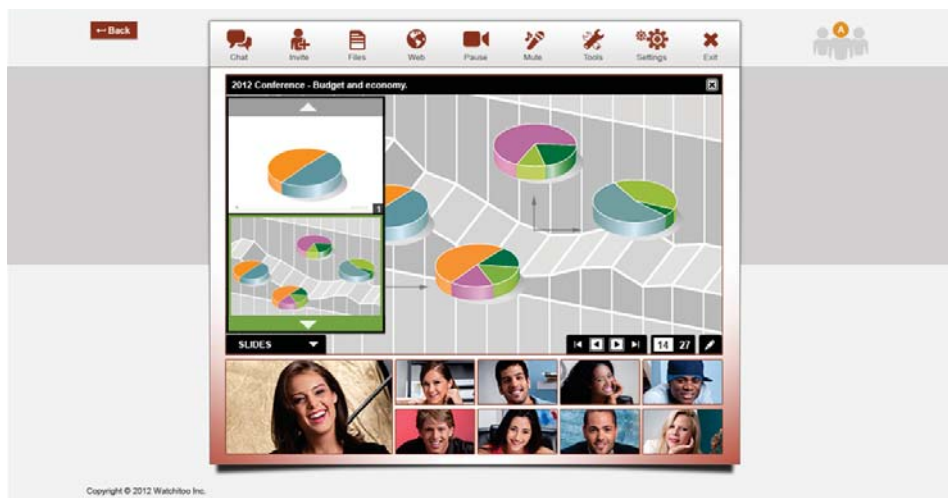 Back
A
Chat Invite Files Web Pause Mute Tools Settings Exit
2012 Conference - Budget and economy.
1
SLIDES 14 27
Copyright © 2012 Watchitoo Inc.